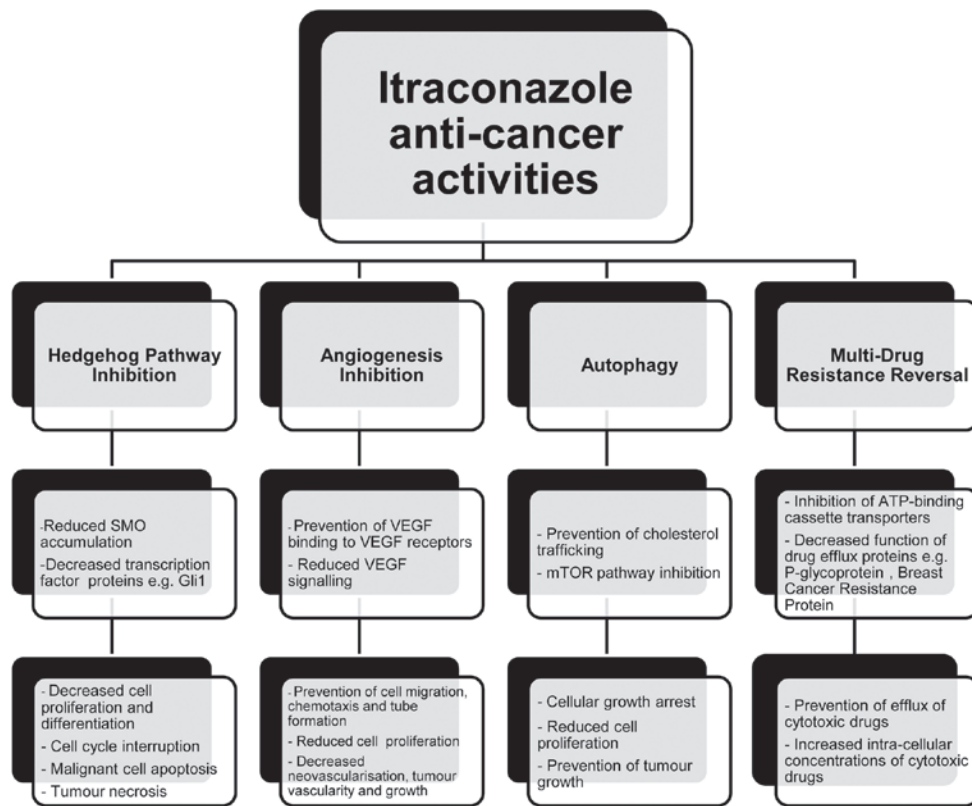 Itraconazole
anti-cancer
activities
Hedgehog Pathway
Inhibition
Angiogenesis
Inhibition
Autophagy
Multi-Drug
Resistance Reversal
-Reduced SMO
accumulation
-Decreased transcription
factor proteins e.g. Gli1
- Prevention of VEGF
binding to VEGF receptors
- Reduced VEGF
signalling
- Prevention of cholesterol
trafficking
- mTOR pathway inhibition
- Inhibition of ATP-binding
cassette transporters
- Decreased function of
drug efflux proteins e.g.
P-glycoprotein , Breast
Cancer Resistance
Protein
- Decreased cell
proliferation and
differentiation
- Cell cycle interruption
- Malignant cell apoptosis
- Tumour necrosis
- Prevention of cell migration,
chemotaxis and tube
formation
- Reduced cell proliferation
- Decreased
neovascularisation, tumour
vascularity and growth
- Cellular growth arrest
- Reduced cell
proliferation
- Prevention of tumour
growth
- Prevention of efflux of
cytotoxic drugs
- Increased intra-cellular
concentrations of cytotoxic
drugs